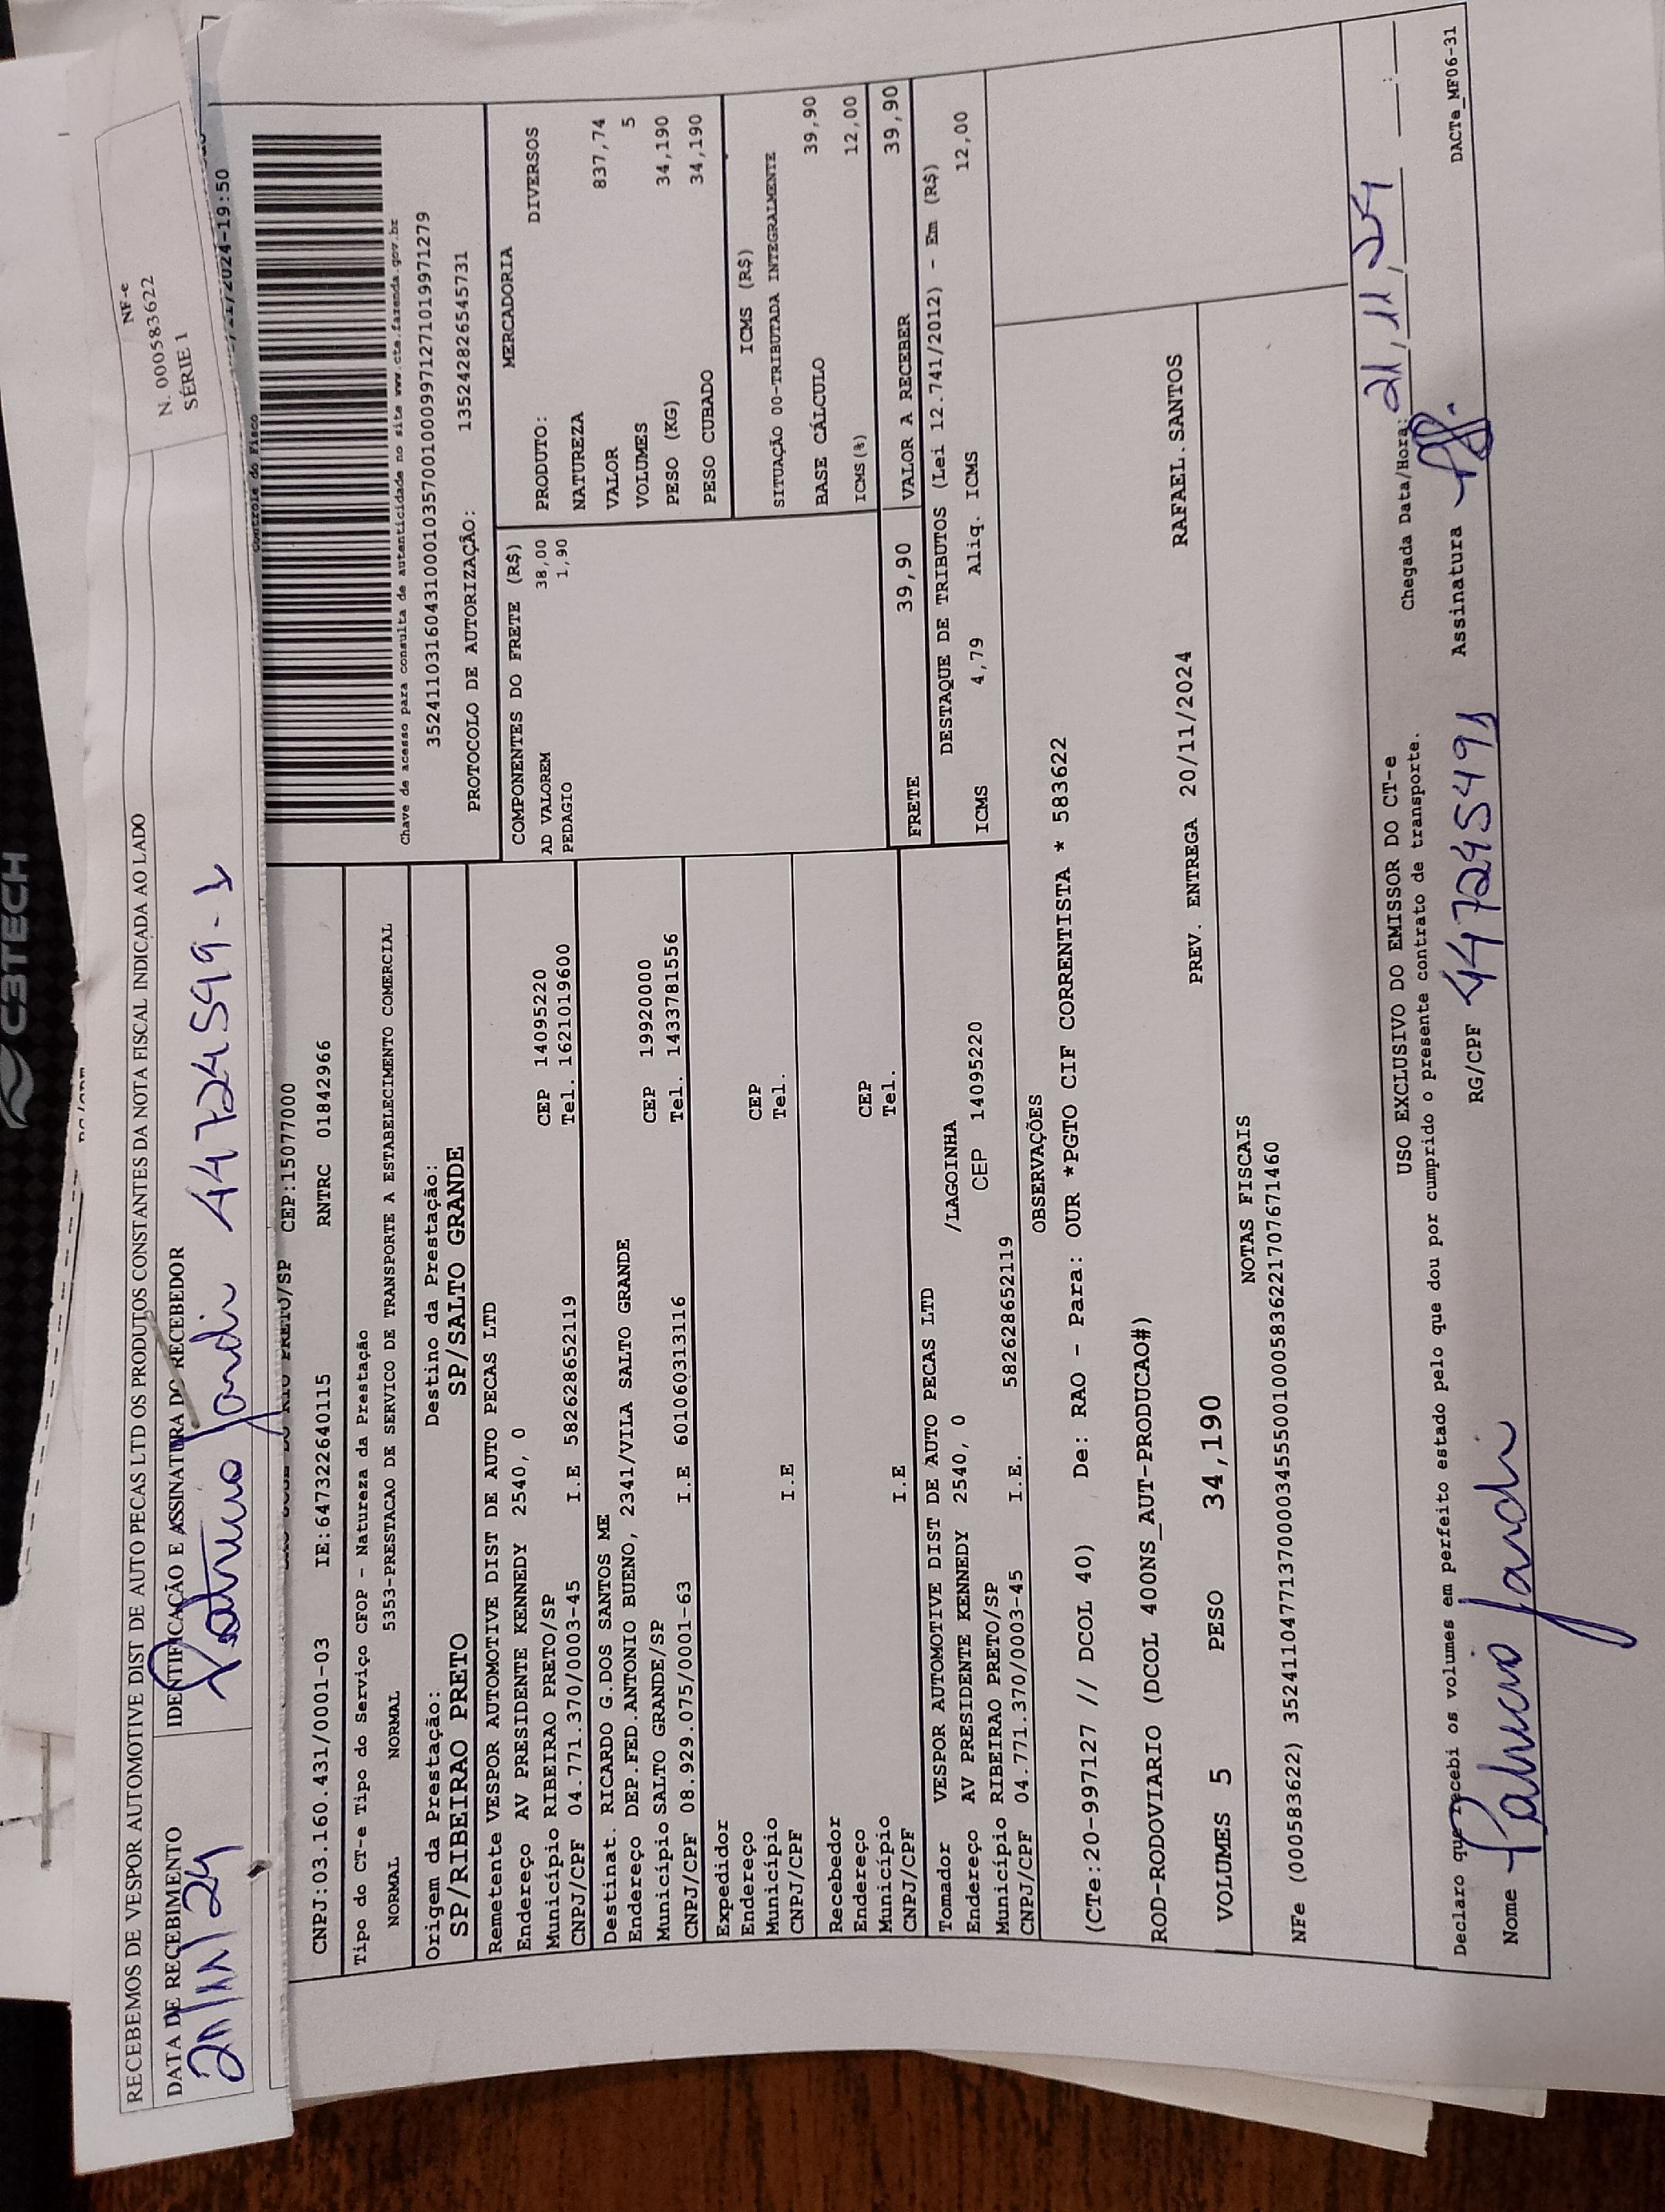 C3TECH
RECEBEMOS DE VESPOR AUTOMOTIVE DIST DE AUTO PECAS LTD OS PRODUTOS CONSTANTES DA NOTA FISCAL INDICADA AO LADO
NF-e
N. 000583622
SÉRIE 1
DATA DE RECEBIMENTO
IDENTIFICAÇÃO E ASSINATURA DO RECEBEDOR
21/11/24
44724549-1
/2024-19:50
Controle do Fisco
PRETO/SP CEP:15077000
CNPJ:03.160.431/0001-03 IE:647322640115 RNTRC 01842966
Tipo do CT-e Tipo do Serviço CFOP - Natureza da Prestação
NORMAL NORMAL 5353-PRESTACAO DE SERVICO DE TRANSPORTE A ESTABELECIMENTO COMERCIAL
Chave de acesso para consulta de autenticidade no site www.cte.fazenda.gov.br
35241103160431000103570010009971271019971279
PROTOCOLO DE AUTORIZAÇÃO: 135242826545731
Origem da Prestação: Destino da Prestação:
SP/RIBEIRAO PRETO SP/SALTO GRANDE
Remetente VESPOR AUTOMOTIVE DIST DE AUTO PECAS LTD
Endereço AV PRESIDENTE KENNEDY 2540, 0
Município RIBEIRAO PRETO/SP CEP 14095220
CNPJ/CPF 04.771.370/0003-45 I.E 582628652119 Tel. 1621019600
Destinat. RICARDO G.DOS SANTOS ME
Endereço DEP.FED.ANTONIO BUENO, 2341/VILA SALTO GRANDE
Município SALTO GRANDE/SP CEP 19920000
CNPJ/CPF 08.929.075/0001-63 I.E 601060313116 Tel. 1433781556
Expedidor
Endereço
Município CEP
CNPJ/CPF I.E Tel.
Recebedor
Endereço
Município CEP
CNPJ/CPF I.E Tel.
Tomador VESPOR AUTOMOTIVE DIST DE AUTO PECAS LTD
Endereço AV PRESIDENTE KENNEDY 2540, 0 /LAGOINHA
Município RIBEIRAO PRETO/SP CEP 14095220
CNPJ/CPF 04.771.370/0003-45 I.E. 582628652119
COMPONENTES DO FRETE (R$)
AD VALOREM 38,00
PEDAGIO 1,90
MERCADORIA
PRODUTO: DIVERSOS
NATUREZA
VALOR 837,74
VOLUMES 5
PESO (KG) 34,190
PESO CUBADO 34,190
ICMS (R$)
SITUAÇÃO 00-TRIBUTADA INTEGRALMENTE
BASE CÁLCULO 39,90
ICMS(%) 12,00
FRETE 39,90 VALOR A RECEBER 39,90
DESTAQUE DE TRIBUTOS (Lei 12.741/2012) - Em (R$)
ICMS 4,79 Aliq. ICMS 12,00
OBSERVAÇÕES
(CTe:20-997127 // DCOL 40) De: RAO - Para: OUR *PGTO CIF CORRENTISTA * 583622
ROD-RODOVIARIO (DCOL 400NS_AUT-PRODUCAO#)
VOLUMES 5 PESO 34,190 PREV. ENTREGA 20/11/2024 RAFAEL.SANTOS
NOTAS FISCAIS
NFe (000583622) 35241104771370000345550010005836221707671460
USO EXCLUSIVO DO EMISSOR DO CT-e
Declaro que recebi os volumes em perfeito estado pelo que dou por cumprido o presente contrato de transporte.
Chegada Data/Hora: 21/11/24 :
Nome RG/CPF 447245491 Assinatura
DACTe_MF06-31